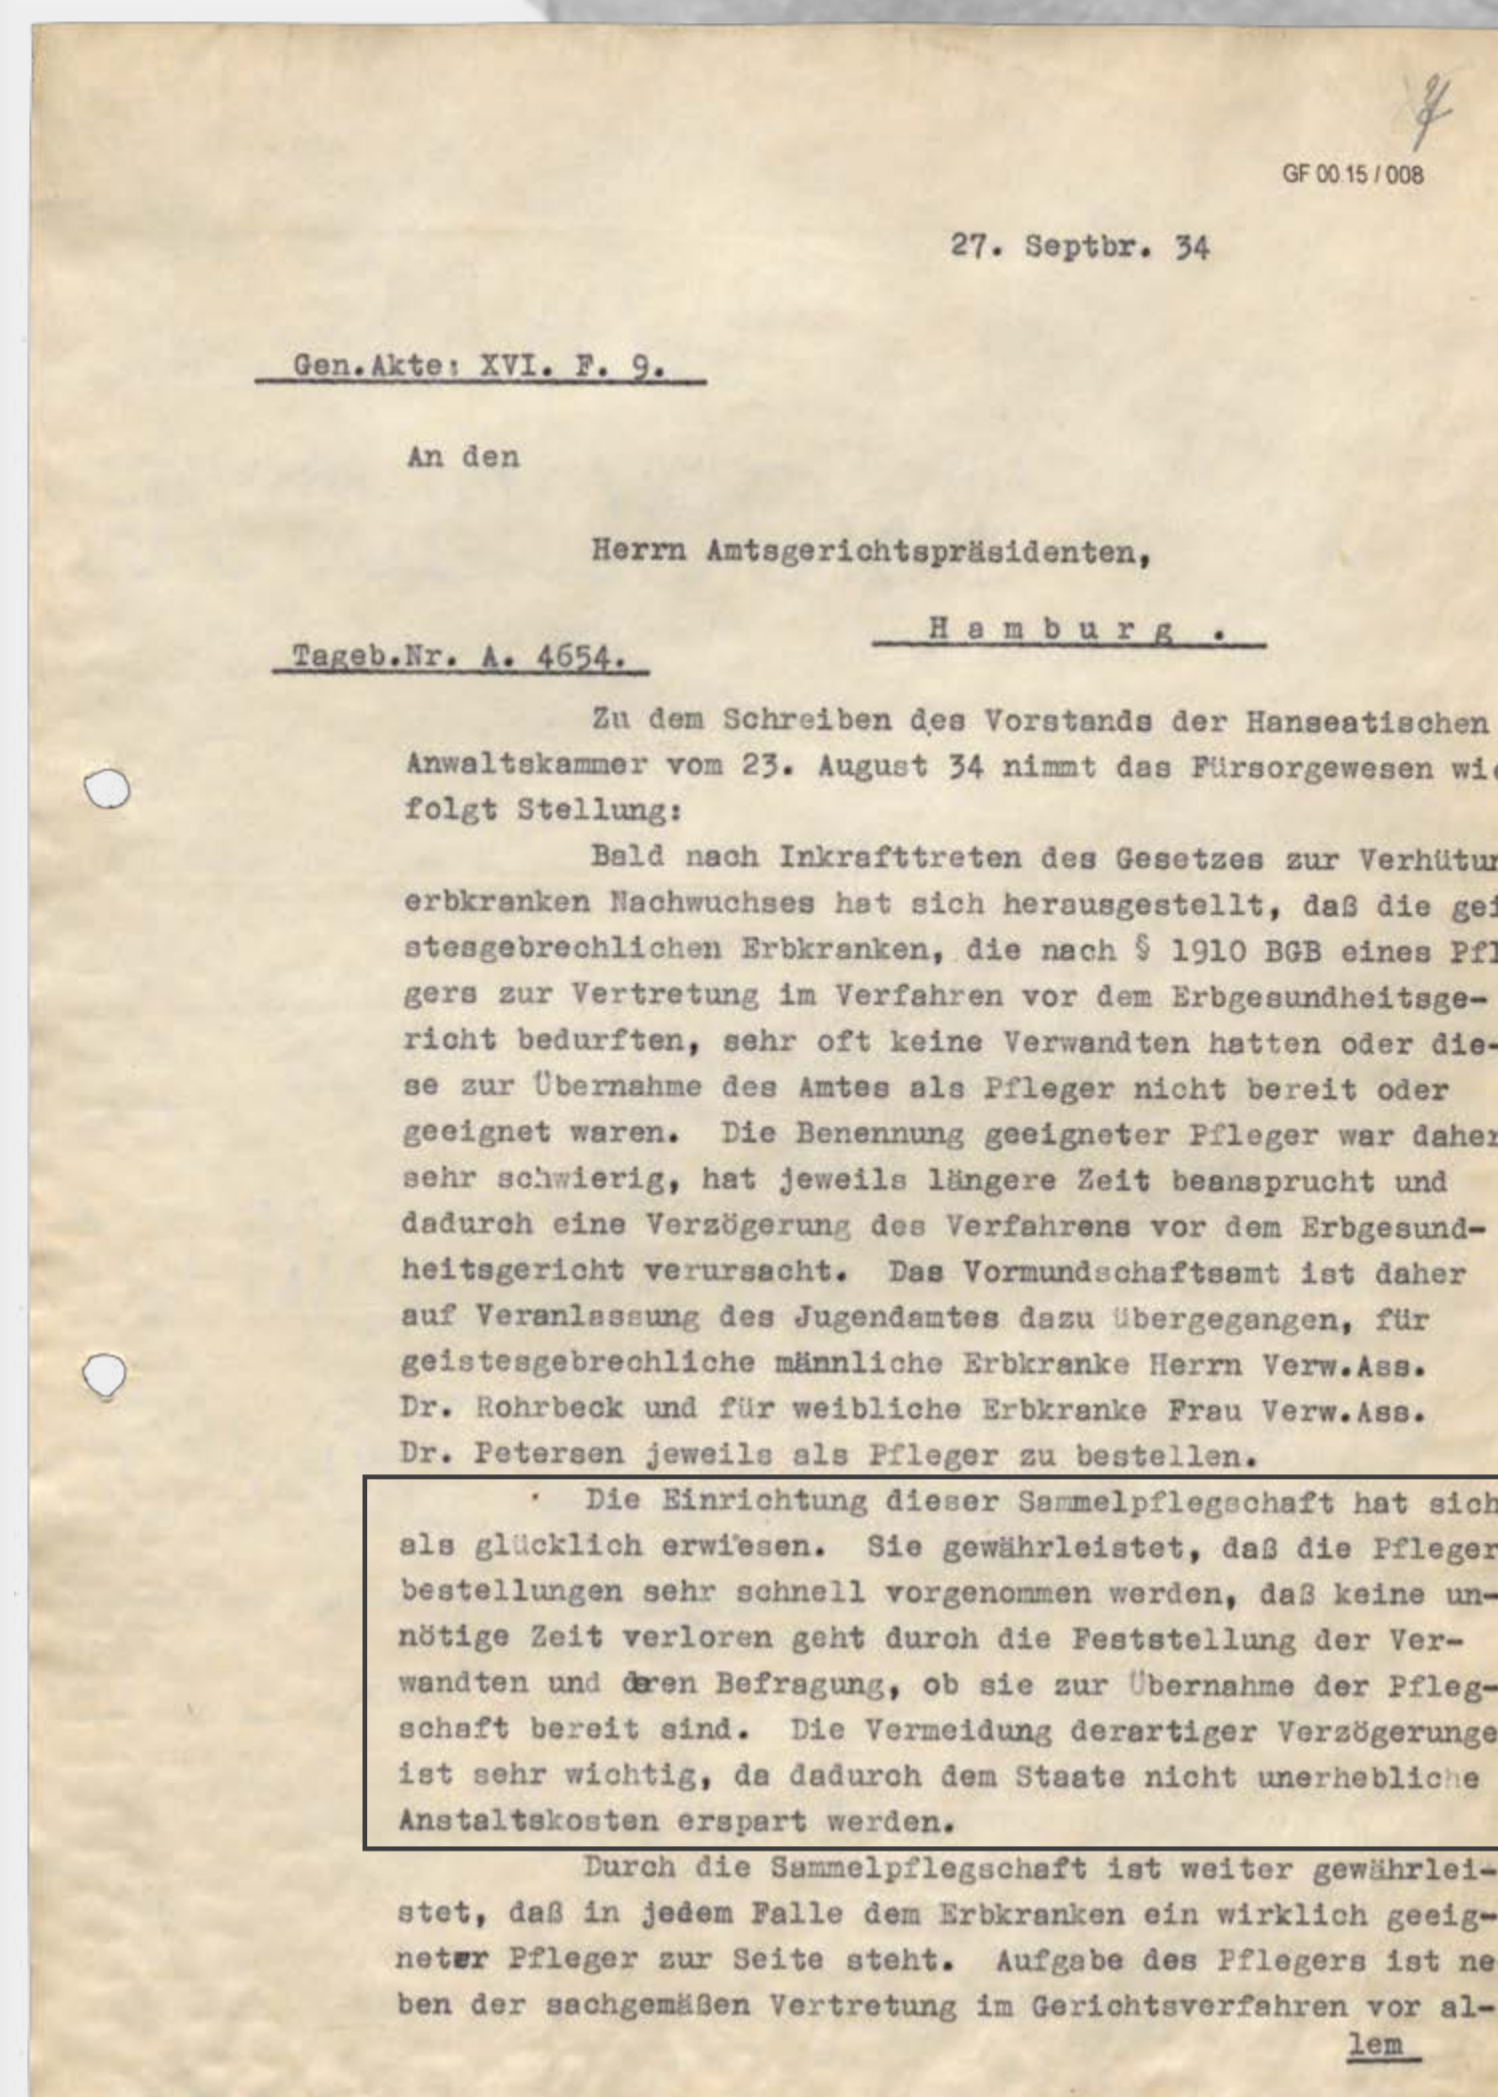 GF 00.15 / 008
27. Septbr. 34
Gen.Akte: XVI. F. 9.
An den
Herrn Amtsgerichtspräsidenten,
Hamburg.
Tageb.Nr. A. 4654.
Zu dem Schreiben des Vorstands der Hanseatischen
Anwaltskammer vom 23. August 34 nimmt das Fürsorgewesen wie
folgt Stellung:
Bald nach Inkrafttreten des Gesetzes zur Verhütun
erbkranken Nachwuchses hat sich herausgestellt, daß die gei
stesgebrechlichen Erbkranken, die nach § 1910 BGB eines Pfl
gers zur Vertretung im Verfahren vor dem Erbgesundheitsge-
richt bedurften, sehr oft keine Verwandten hatten oder die-
se zur Übernahme des Amtes als Pfleger nicht bereit oder
geeignet waren. Die Benennung geeigneter Pfleger war daher
sehr schwierig, hat jeweils längere Zeit beansprucht und
dadurch eine Verzögerung des Verfahrens vor dem Erbgesund-
heitsgericht verursacht. Das Vormundschaftsamt ist daher
auf Veranlassung des Jugendamtes dazu übergegangen, für
geistesgebrechliche männliche Erbkranke Herrn Verw.Ass.
Dr. Rohrbeck und für weibliche Erbkranke Frau Verw.Ass.
Dr. Petersen jeweils als Pfleger zu bestellen.
Die Einrichtung dieser Sammelpflegschaft hat sich
als glücklich erwiesen. Sie gewährleistet, daß die Pfleger
bestellungen sehr schnell vorgenommen werden, daß keine un-
nötige Zeit verloren geht durch die Feststellung der Ver-
wandten und deren Befragung, ob sie zur Übernahme der Pfleg-
schaft bereit sind. Die Vermeidung derartiger Verzögerunge
ist sehr wichtig, da dadurch dem Staate nicht unerhebliche
Anstaltskosten erspart werden.
Durch die Sammelpflegschaft ist weiter gewährlei-
stet, daß in jedem Falle dem Erbkranken ein wirklich geeig-
neter Pfleger zur Seite steht. Aufgabe des Pflegers ist ne
ben der sachgemäßen Vertretung im Gerichtsverfahren vor al-
lem